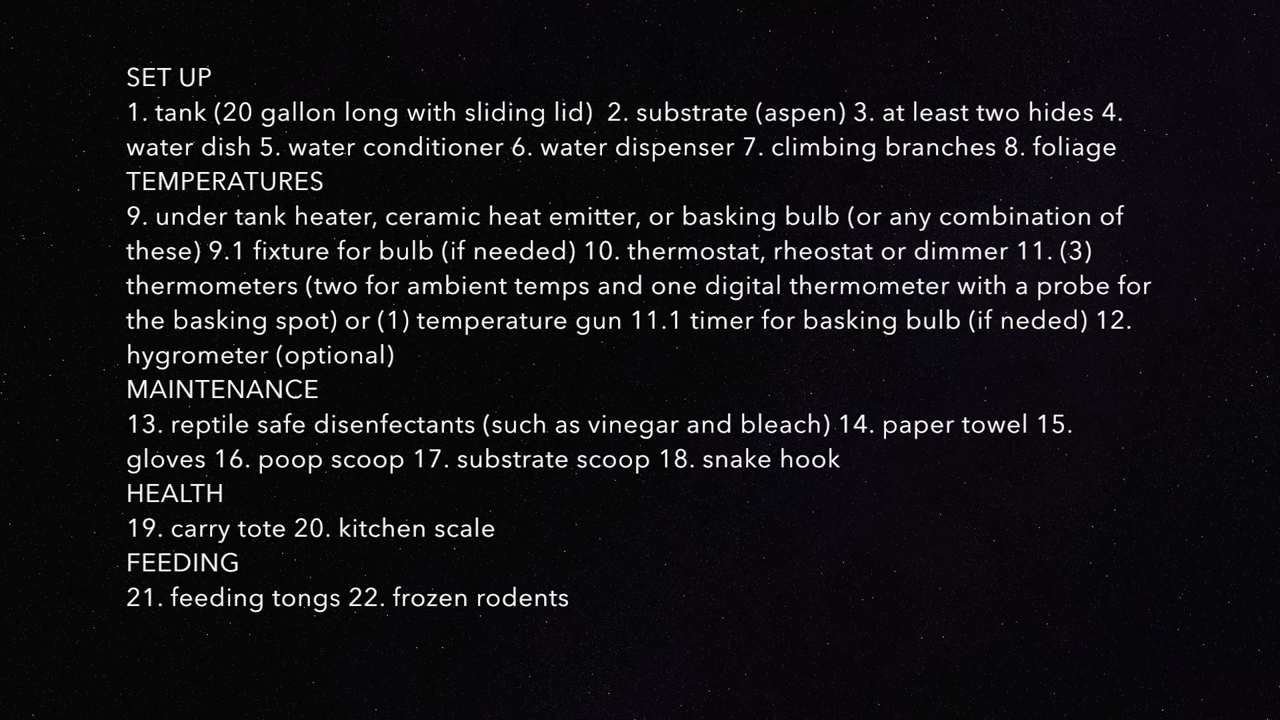 SET UP
1. tank (20 gallon long with sliding lid)  2. substrate (aspen) 3. at least two hides 4.
water dish 5. water conditioner 6. water dispenser 7. climbing branches 8. foliage
TEMPERATURES
9. under tank heater, ceramic heat emitter, or basking bulb (or any combination of
these) 9.1 fixture for bulb (if needed) 10. thermostat, rheostat or dimmer 11. (3)
thermometers (two for ambient temps and one digital thermometer with a probe for
the basking spot) or (1) temperature gun 11.1 timer for basking bulb (if neded) 12.
hygrometer (optional)
MAINTENANCE
13. reptile safe disenfectants (such as vinegar and bleach) 14. paper towel 15.
gloves 16. poop scoop 17. substrate scoop 18. snake hook
HEALTH
19. carry tote 20. kitchen scale
FEEDING
21. feeding tongs 22. frozen rodents